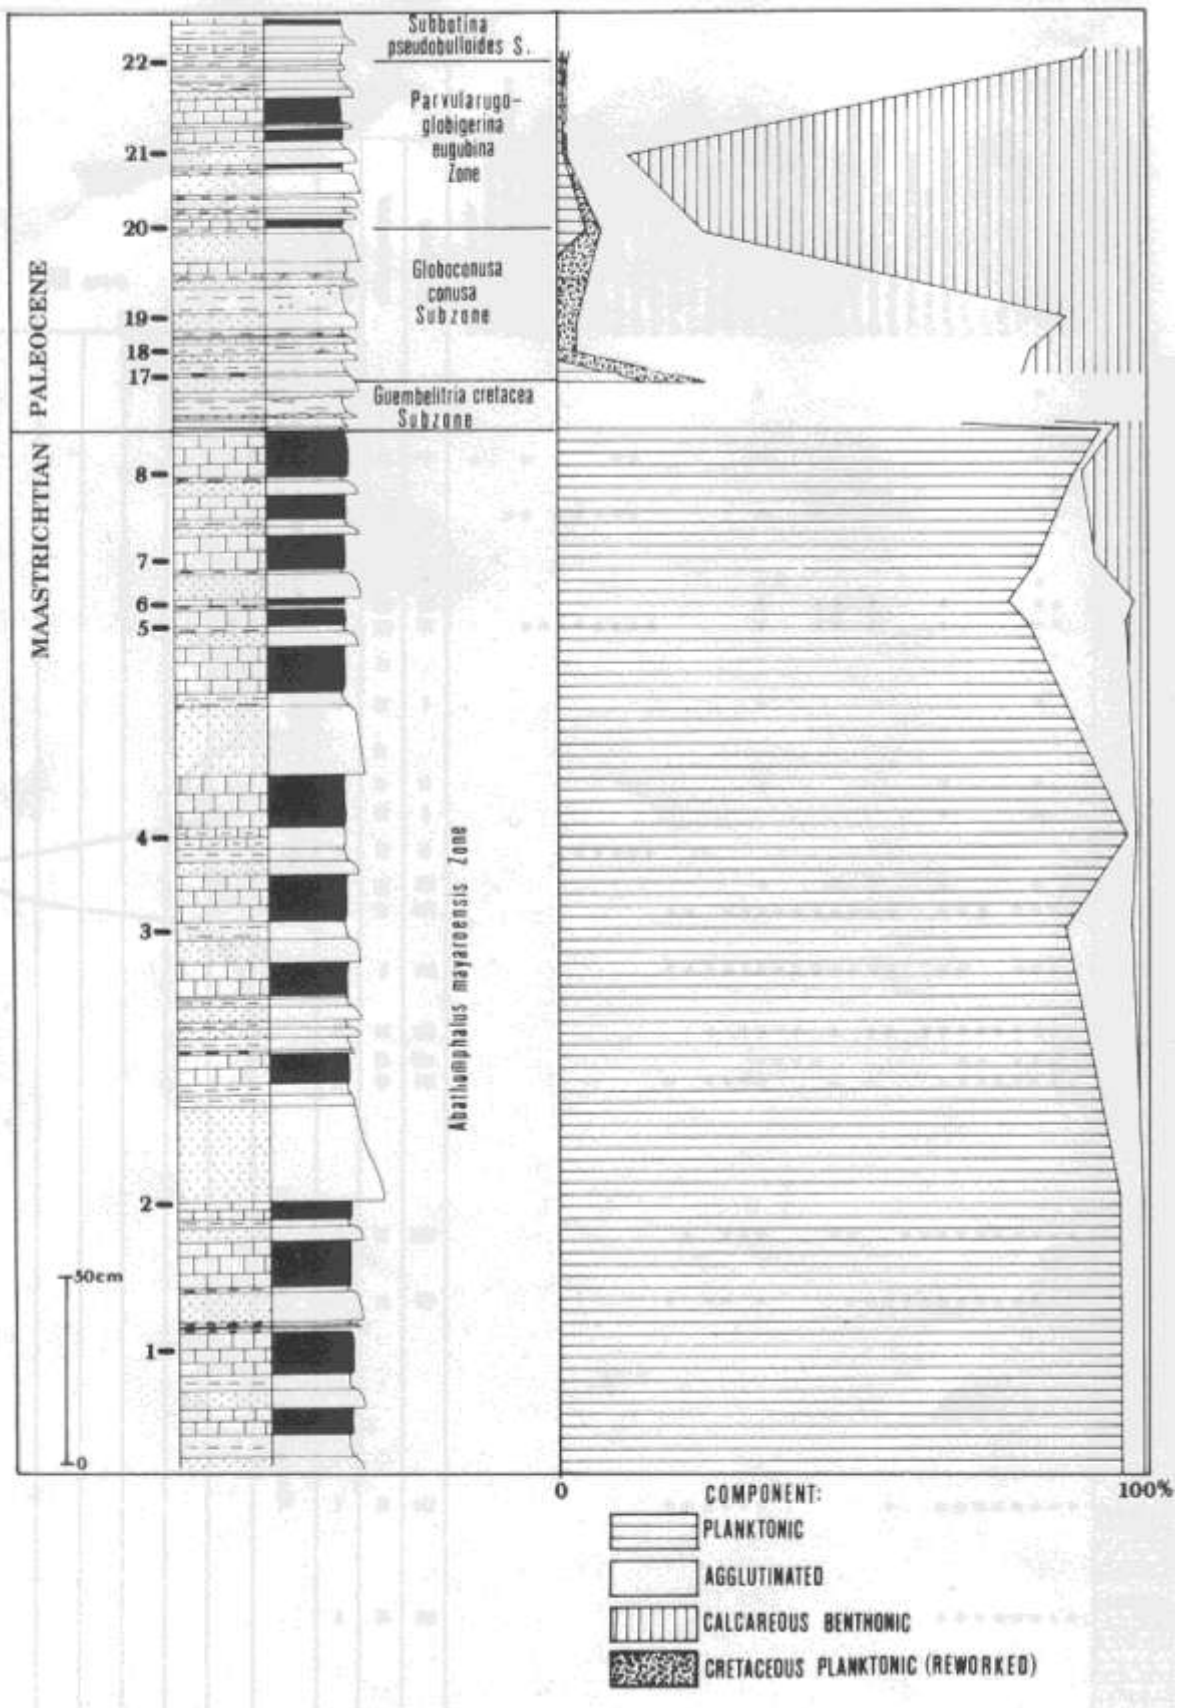 Subbotina
pseudobulloides S.
22
Parvularugo-
globigerina
eugubina
Zone
21
20
PALEOCENE
Globoconusa
conusa
Subzone
19
18
17
Guembelitria cretacea
Subzone
MAASTRICHTIAN
8
7
6
5
4
3
Abathomphalus mayaroensis Zone
2
50cm
1
0
0
100%
COMPONENT:
PLANKTONIC
AGGLUTINATED
CALCAREOUS BENTHONIC
CRETACEOUS PLANKTONIC (REWORKED)